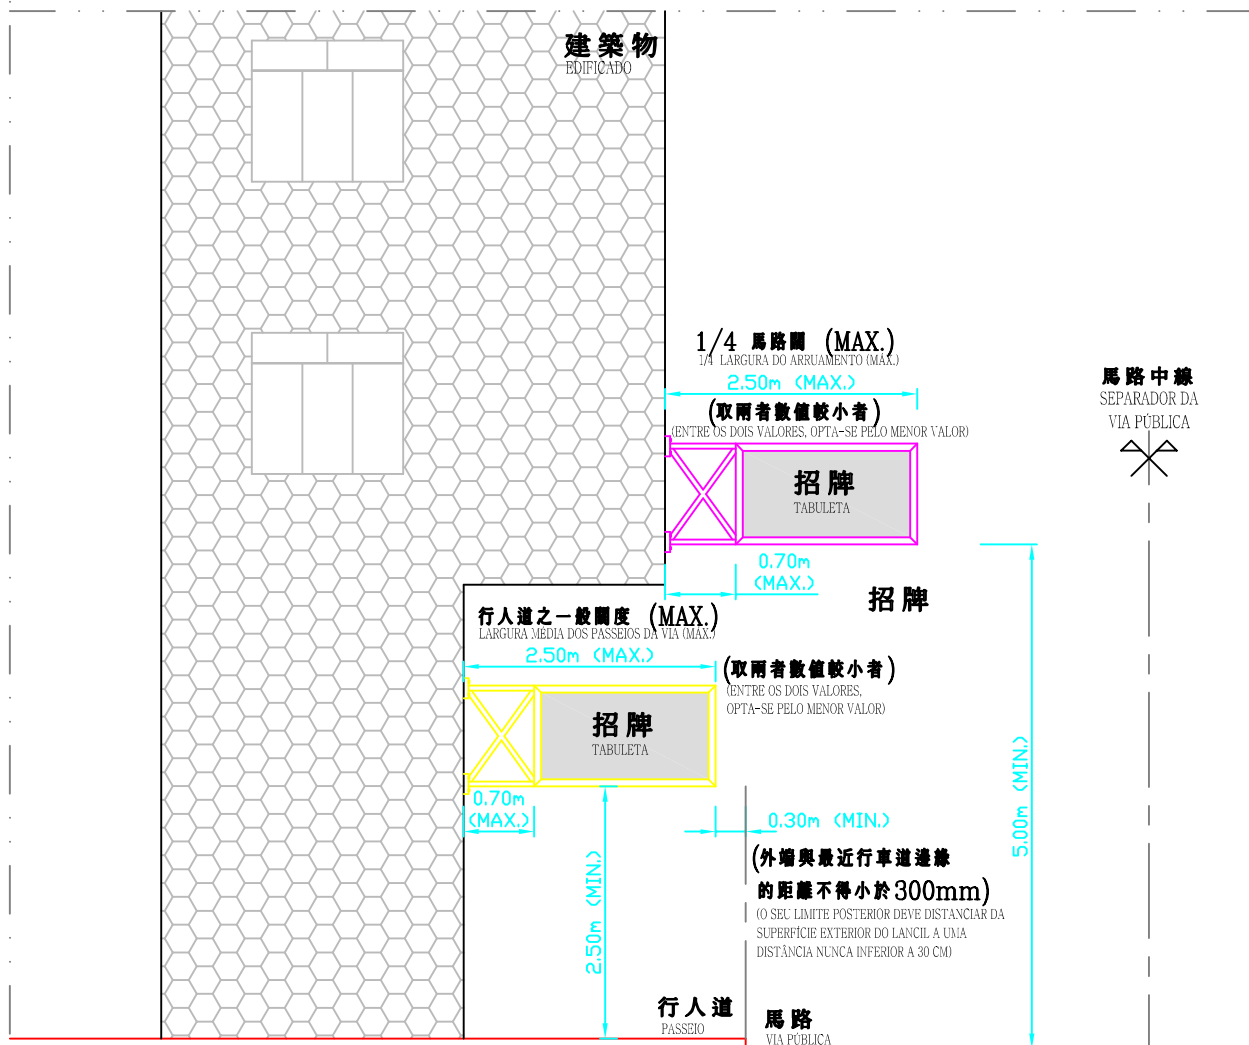 建築物
EDIFICADO
1/4 馬路闊 (MAX.)
1/4 LARGURA DO ARRUAMENTO (MÁX.)
2.50m (MAX.)
(取兩者數值較小者)
(ENTRE OS DOIS VALORES, OPTA-SE PELO MENOR VALOR)
招牌
TABULETA
0.70m
(MAX.)
招牌
馬路中線
SEPARADOR DA
VIA PÚBLICA
行人道之一般闊度 (MAX.)
LARGURA MÉDIA DOS PASSEIOS DA VIA (MÁX.)
2.50m (MAX.)
(取兩者數值較小者)
(ENTRE OS DOIS VALORES,
OPTA-SE PELO MENOR VALOR)
招牌
TABULETA
0.70m
(MAX.)
0.30m (MIN.)
(外端與最近行車道邊緣
的距離不得小於300mm)
(O SEU LIMITE POSTERIOR DEVE DISTANCIAR DA
SUPERFÍCIE EXTERIOR DO LANCIL A UMA
DISTÂNCIA NUNCA INFERIOR A 30 CM)
2.50m (MIN.)
5.00m (MIN.)
行人道
PASSEIO
馬路
VIA PÚBLICA